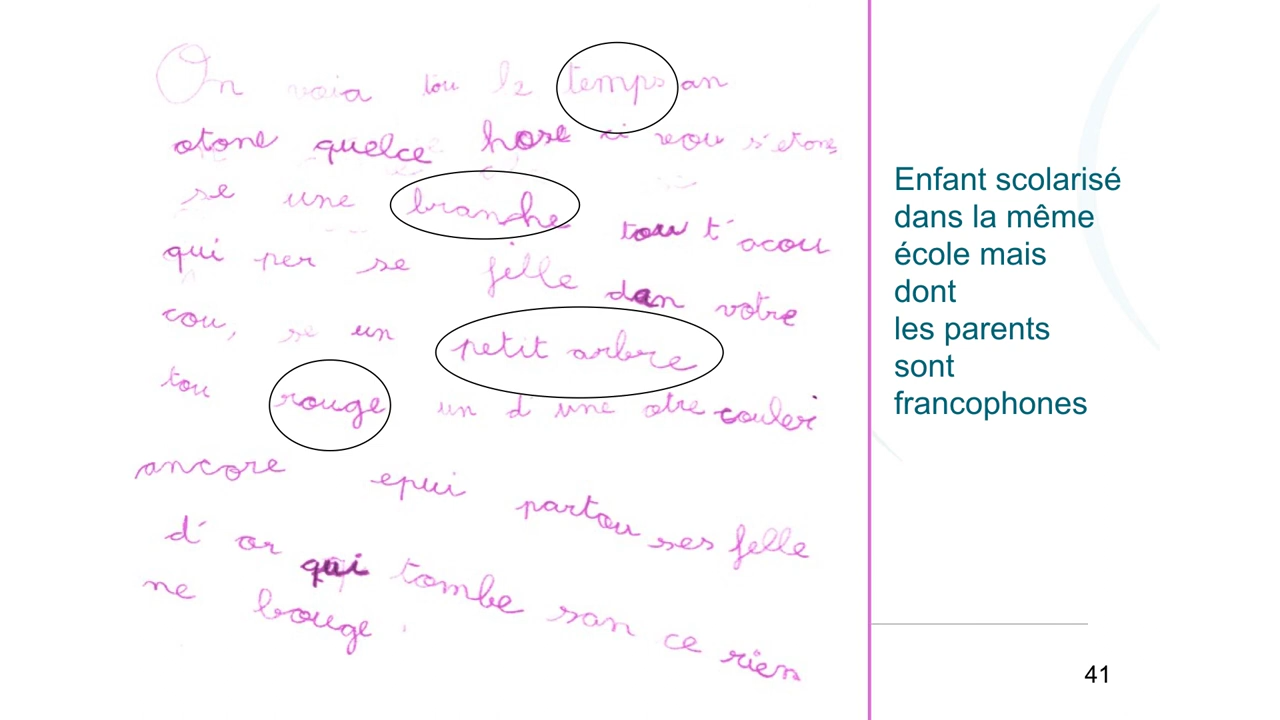 On voia tou le temps an
otone quelce hose ci vou s'etone
se une branche tou t'acou
qui per se felle dan votre
cou, se un petit arbre
tou rouge un d une otre couler
ancore epui partou ses felle
d'or qui tombe san ce rien
ne bouge.
Enfant scolarisé
dans la même
école mais
dont
les parents
sont
francophones
41